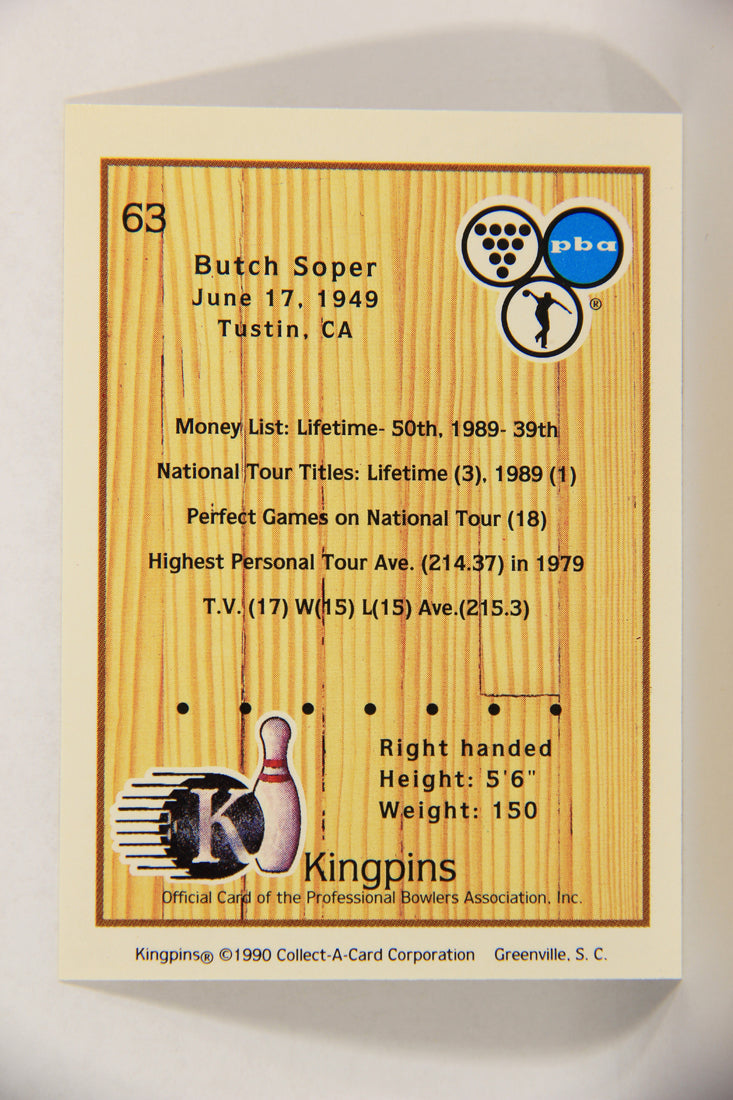 63
pba
®
Butch Soper
June 17, 1949
Tustin, CA
Money List: Lifetime- 50th, 1989- 39th
National Tour Titles: Lifetime (3), 1989 (1)
Perfect Games on National Tour (18)
Highest Personal Tour Ave. (214.37) in 1979
T.V. (17) W(15) L(15) Ave.(215.3)
Right handed
Height: 5'6"
Weight: 150
K
Kingpins
Official Card of the Professional Bowlers Association, Inc.
Kingpins® ©1990 Collect-A-Card Corporation Greenville, S. C.